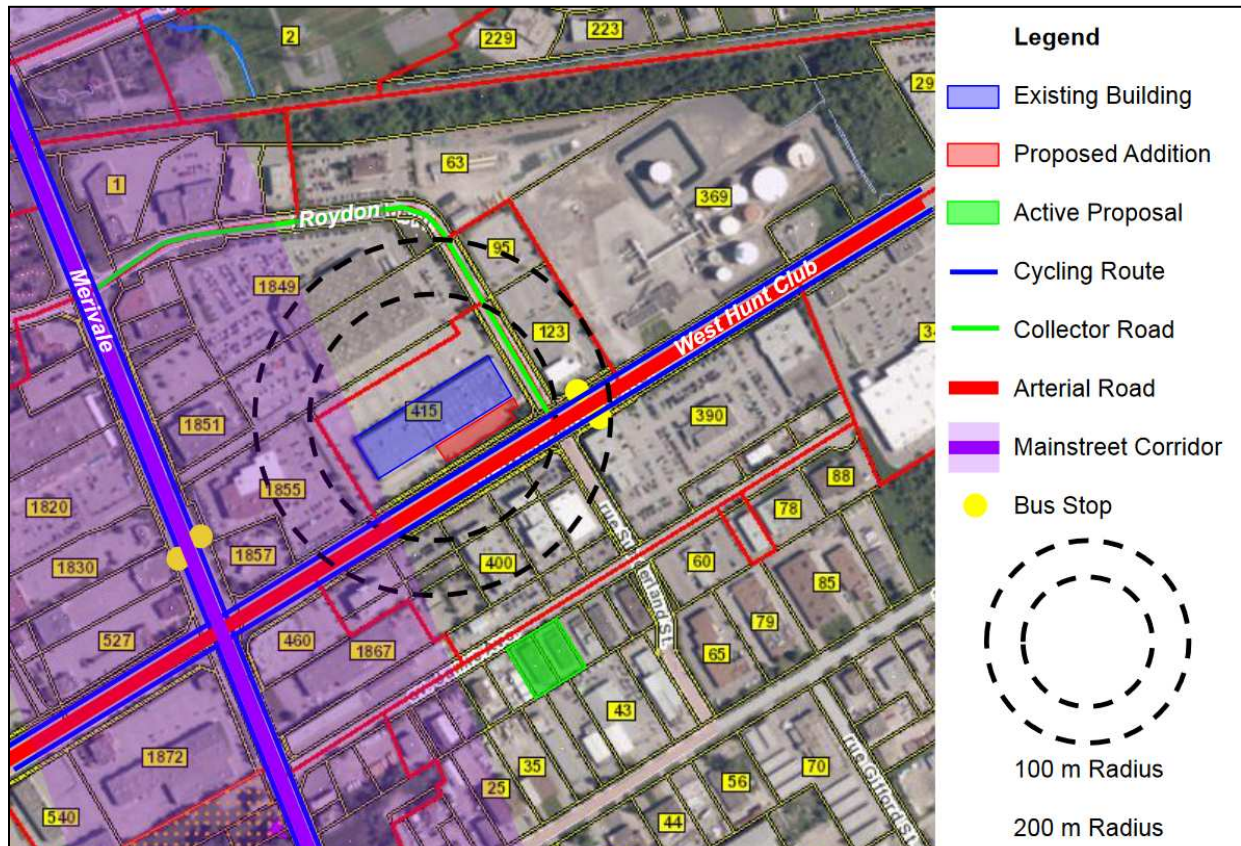 2
229
223
1
63
369
Roydon
95
Merivale
1849
123
West Hunt Club
415
390
1851
1855
88
1820
78
1857
400
60
1830
85
527
460
1867
79
65
43
1872
35
25
56
70
540
44
rue Gifford St.
Legend
Existing Building
Proposed Addition
Active Proposal
Cycling Route
Collector Road
Arterial Road
Mainstreet Corridor
Bus Stop
100 m Radius
200 m Radius